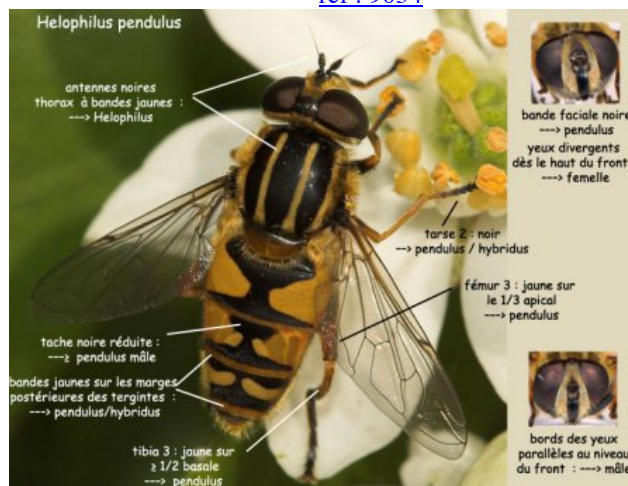 réf : 9054
Helophilus pendulus
antennes noires
thorax à bandes jaunes :
---> Helophilus
bande faciale noire
---> pendulus
yeux divergents
dès le haut du front
---> femelle
tarse 2 : noir
--> pendulus / hybridus
fémur 3 : jaune sur
le 1/3 apical
----> pendulus
tache noire réduite :
---≥ pendulus mâle
bandes jaunes sur les marges
postérieures des tergintes :
---> pendulus/hybridus
tibia 3 : jaune sur
≥ 1/2 basale
----> pendulus
bords des yeux
parallèles au niveau
du front : ---> mâle